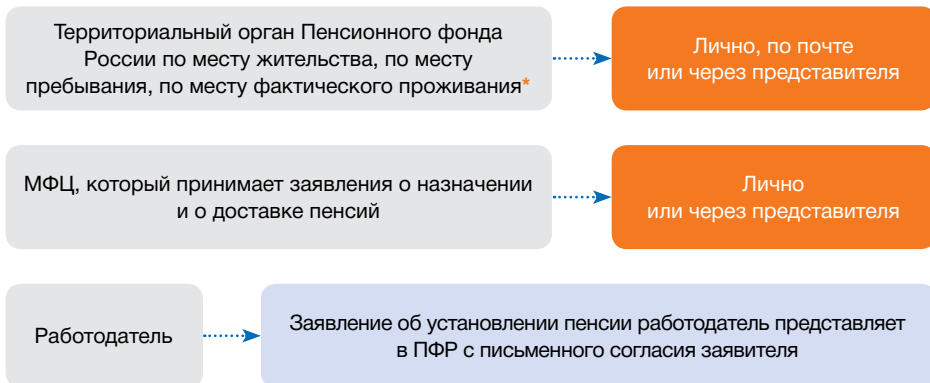 Территориальный орган Пенсионного фонда
России по месту жительства, по месту
пребывания, по месту фактического проживания*
Лично, по почте
или через представителя
МФЦ, который принимает заявления о назначении
и о доставке пенсий
Лично
или через представителя
Работодатель
Заявление об установлении пенсии работодатель представляет
в ПФР с письменного согласия заявителя